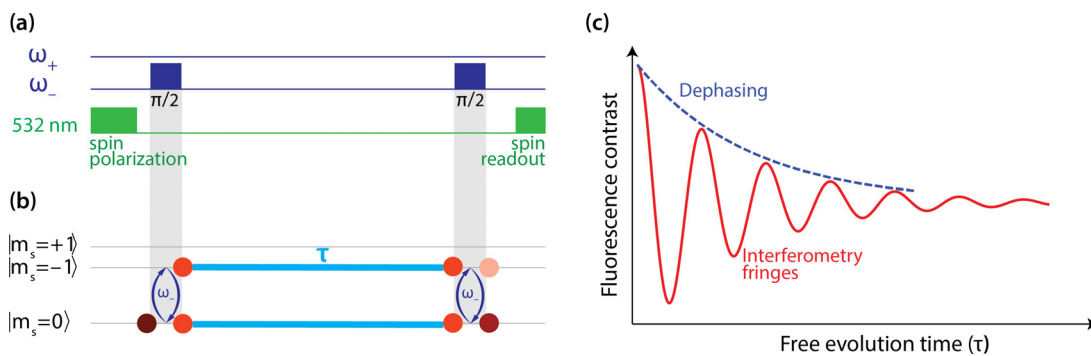 (a)
ω+
ω−
π/2
π/2
532 nm
spin
polarization
spin
readout
(b)
|ms=+1⟩
τ
|ms=−1⟩
ω−
ω−
|ms=0⟩
(c)
Fluorescence contrast
Dephasing
Interferometry
fringes
Free evolution time (τ)